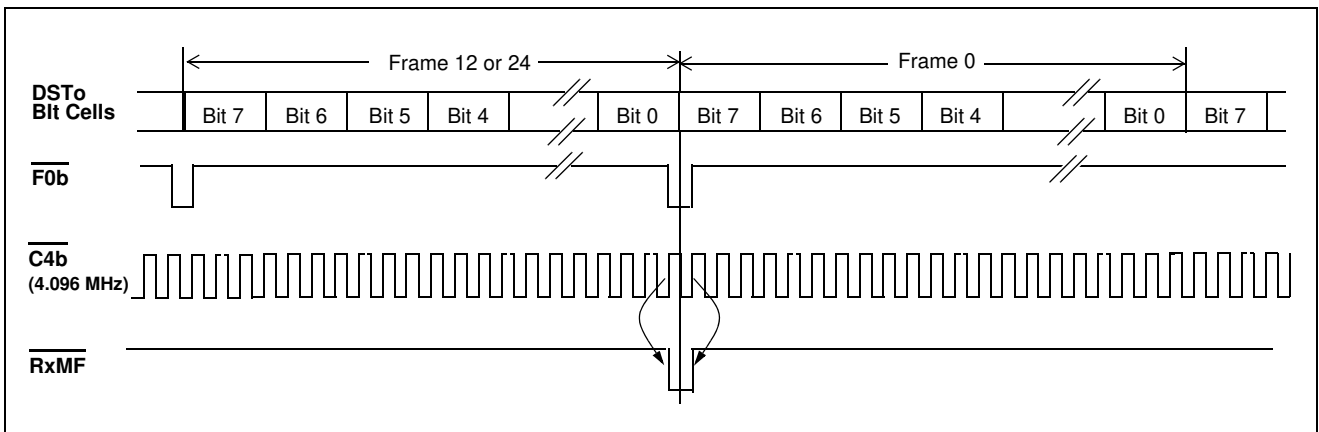 Frame 12 or 24
Frame 0
DSTo
BIt Cells
Bit 7 Bit 6 Bit 5 Bit 4 Bit 0 Bit 7 Bit 6 Bit 5 Bit 4 Bit 0 Bit 7
F0b
C4b
(4.096 MHz)
RxMF